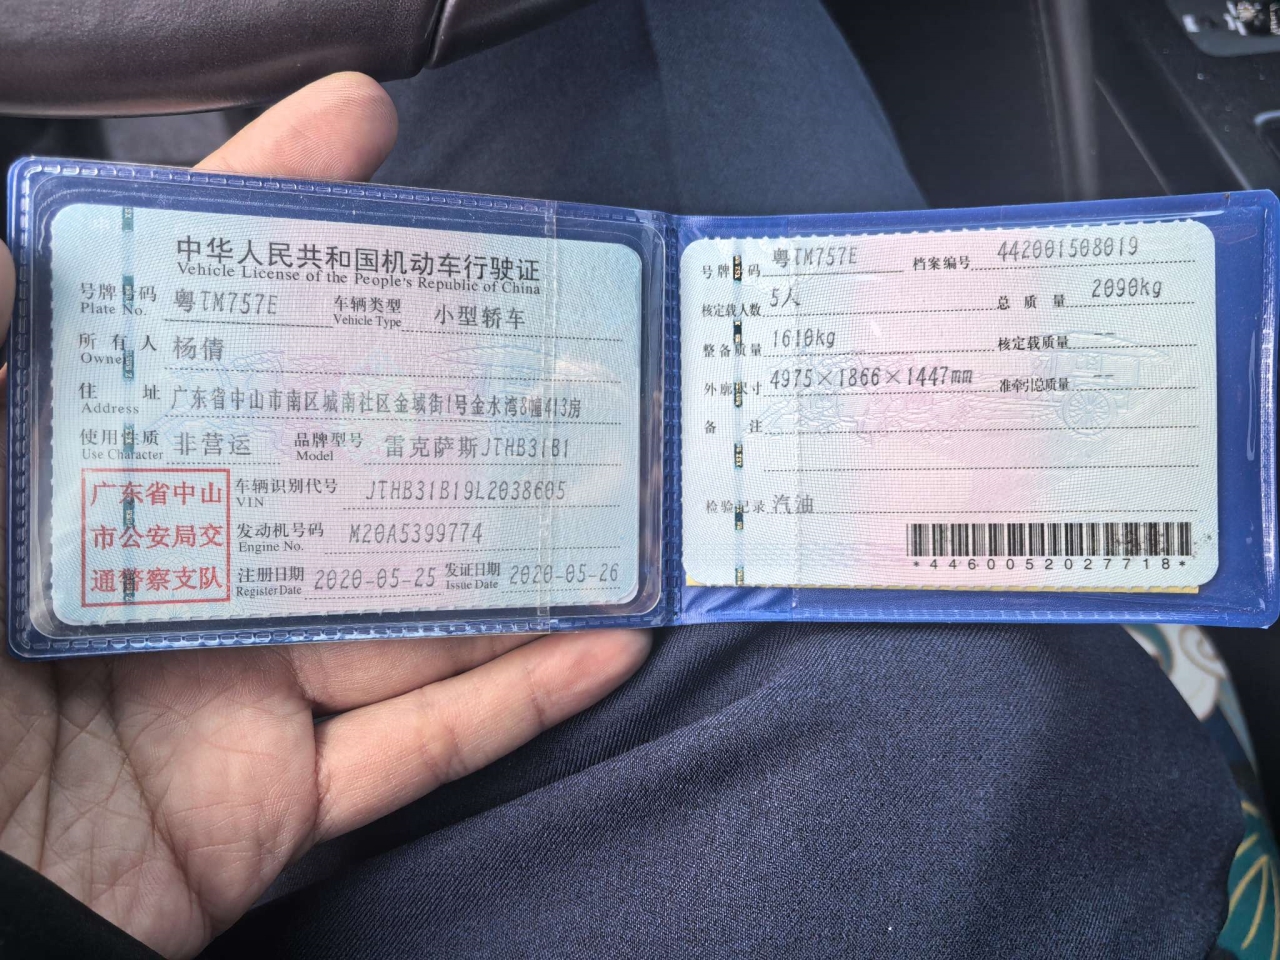 中华人民共和国机动车行驶证
Vehicle License of the People's Republic of China
号牌号码 粤TM757E 车辆类型 小型轿车
Plate No. Vehicle Type
所有人 杨倩
Owner
住址 广东省中山市南区城南社区金域街1号金水湾8幢413房
Address
使用性质 非营运 品牌型号 雷克萨斯JTHB31B1
Use Character Model
广东省中山
市公安局交
通警察支队
车辆识别代号 JTHB31B19L2038605
VIN
发动机号码 M20A5399774
Engine No.
注册日期 2020-05-25 发证日期 2020-05-26
Register Date Issue Date
号牌号码 粤TM757E 档案编号 442001508019
核定载人数 5人 总质量 2090kg
整备质量 1610kg 核定载质量 --
外廓尺寸 4975×1866×1447mm 准牵引总质量 --
备注
检验记录 汽油
*4460052027718*